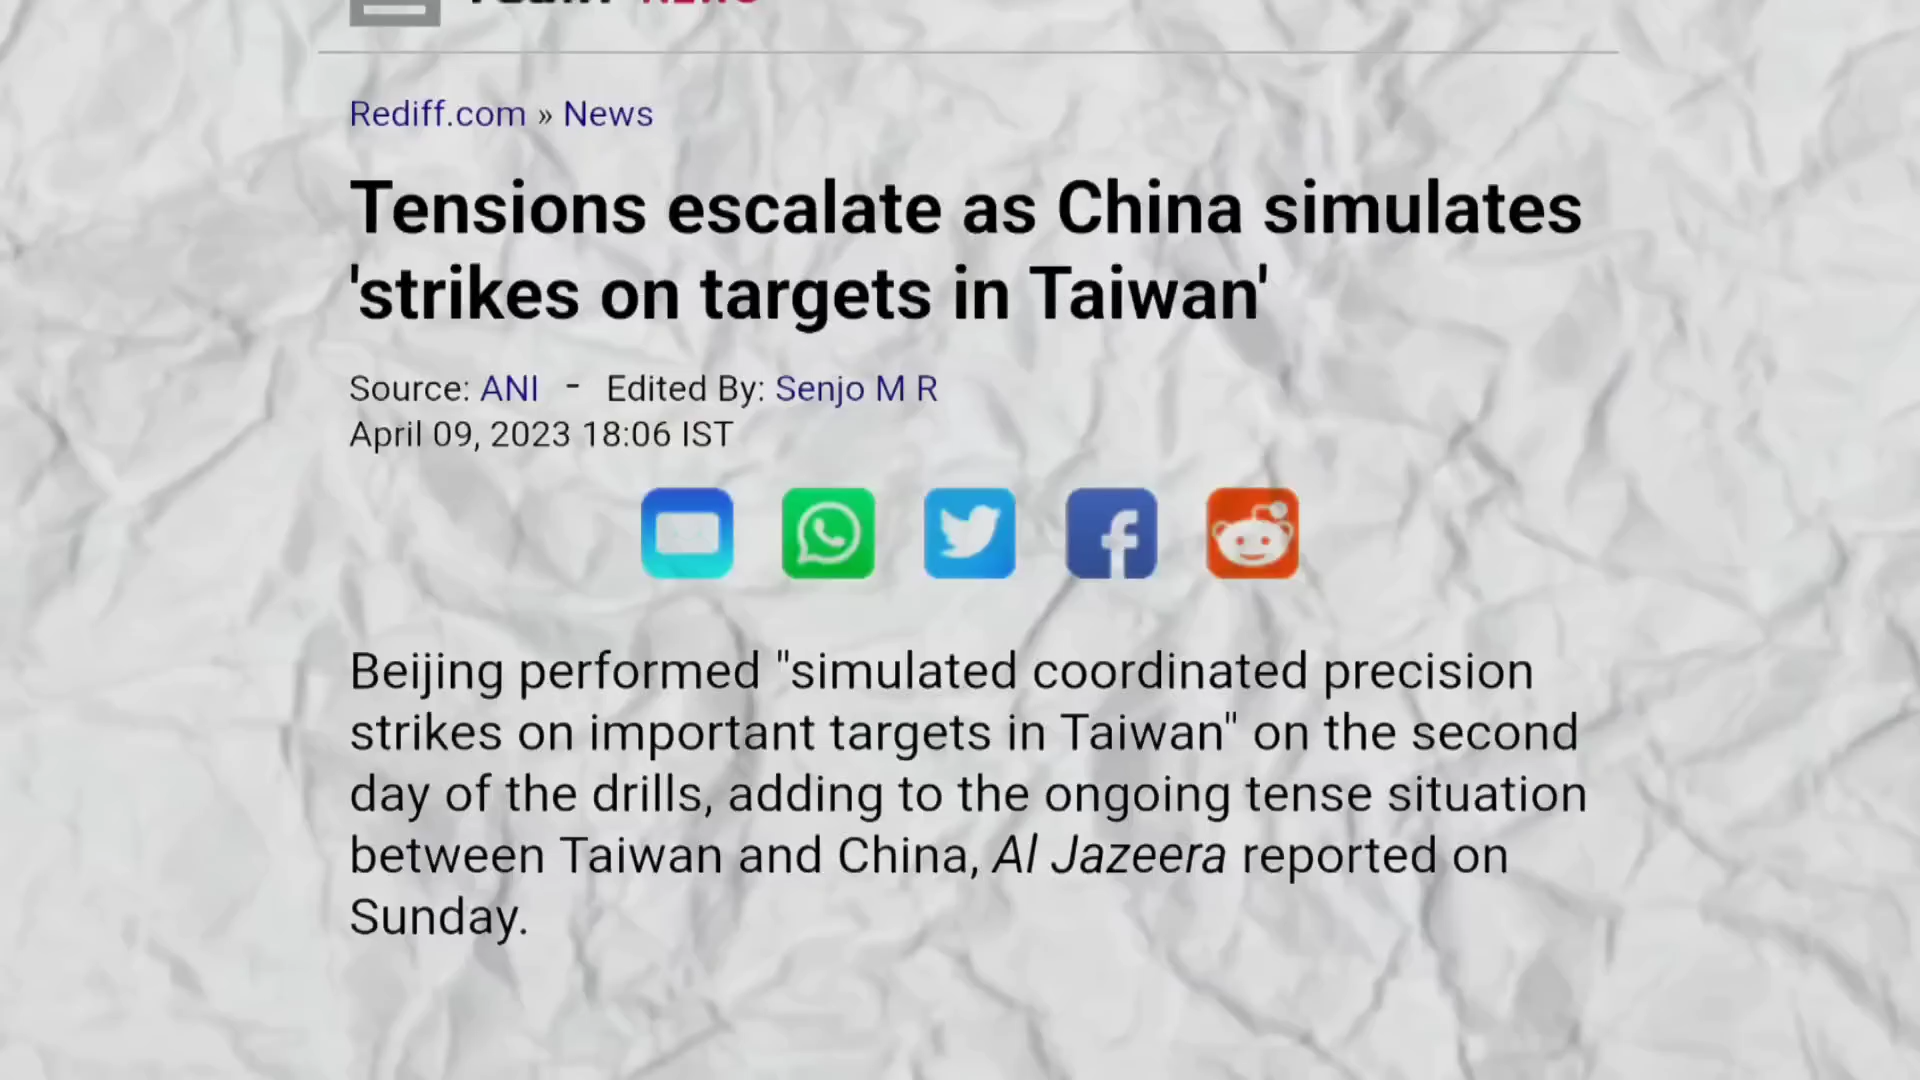 Rediff.com » News
Tensions escalate as China simulates
'strikes on targets in Taiwan'
Source: ANI - Edited By: Senjo M R
April 09, 2023 18:06 IST
Beijing performed "simulated coordinated precision
strikes on important targets in Taiwan" on the second
day of the drills, adding to the ongoing tense situation
between Taiwan and China, Al Jazeera reported on
Sunday.